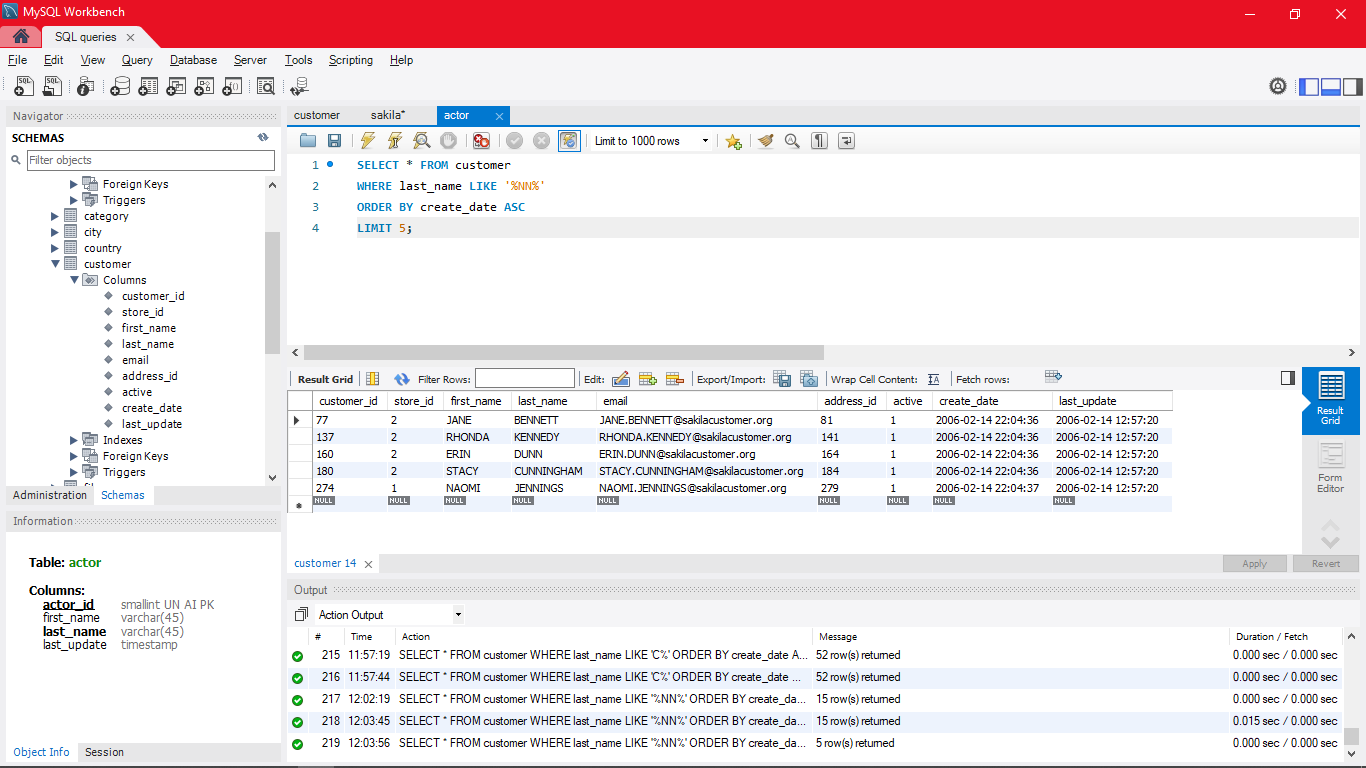 MySQL Workbench
SQL queries
File Edit View Query Database Server Tools Scripting Help
Navigator
SCHEMAS
Filter objects
Foreign Keys
Triggers
category
city
country
customer
Columns
customer_id
store_id
first_name
last_name
email
address_id
active
create_date
last_update
Indexes
Foreign Keys
Triggers
Administration Schemas
Information
Table: actor
Columns:
actor_id smallint UN AI PK
first_name varchar(45)
last_name varchar(45)
last_update timestamp
Object Info Session
customer sakila* actor
Limit to 1000 rows
1 SELECT * FROM customer
2 WHERE last_name LIKE '%NN%'
3 ORDER BY create_date ASC
4 LIMIT 5;
Result Grid Filter Rows: Edit: Export/Import: Wrap Cell Content: Fetch rows:
customer_id store_id first_name last_name email address_id active create_date last_update
77 2 JANE BENNETT JANE.BENNETT@sakilacustomer.org 81 1 2006-02-14 22:04:36 2006-02-14 12:57:20
137 2 RHONDA KENNEDY RHONDA.KENNEDY@sakilacustomer.org 141 1 2006-02-14 22:04:36 2006-02-14 12:57:20
160 2 ERIN DUNN ERIN.DUNN@sakilacustomer.org 164 1 2006-02-14 22:04:36 2006-02-14 12:57:20
180 2 STACY CUNNINGHAM STACY.CUNNINGHAM@sakilacustomer.org 184 1 2006-02-14 22:04:36 2006-02-14 12:57:20
274 1 NAOMI JENNINGS NAOMI.JENNINGS@sakilacustomer.org 279 1 2006-02-14 22:04:37 2006-02-14 12:57:20
NULL NULL NULL NULL NULL NULL NULL NULL NULL
Result
Grid
Form
Editor
customer 14
Apply Revert
Output
Action Output
# Time Action Message Duration / Fetch
215 11:57:19 SELECT * FROM customer WHERE last_name LIKE 'C%' ORDER BY create_date A... 52 row(s) returned 0.000 sec / 0.000 sec
216 11:57:44 SELECT * FROM customer WHERE last_name LIKE 'C%' ORDER BY create_date ... 52 row(s) returned 0.000 sec / 0.000 sec
217 12:02:19 SELECT * FROM customer WHERE last_name LIKE '%NN%' ORDER BY create_da... 15 row(s) returned 0.000 sec / 0.000 sec
218 12:03:45 SELECT * FROM customer WHERE last_name LIKE '%NN%' ORDER BY create_da... 15 row(s) returned 0.015 sec / 0.000 sec
219 12:03:56 SELECT * FROM customer WHERE last_name LIKE '%NN%' ORDER BY create_da... 5 row(s) returned 0.000 sec / 0.000 sec